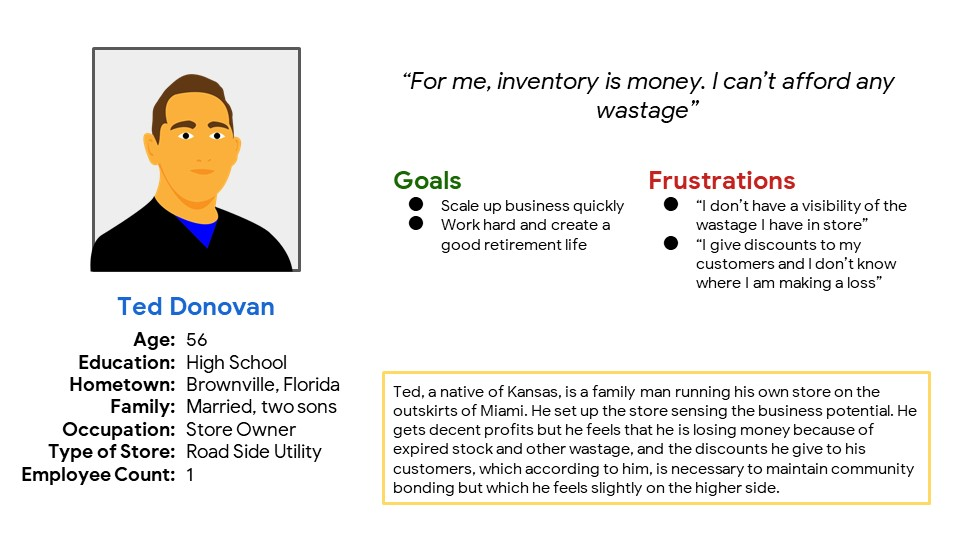 “For me, inventory is money. I can’t afford any
wastage”
Goals
● Scale up business quickly
● Work hard and create a
good retirement life
Frustrations
● “I don’t have a visibility of the
wastage I have in store”
● “I give discounts to my
customers and I don’t know
where I am making a loss”
Ted Donovan
Age: 56
Education: High School
Hometown: Brownville, Florida
Family: Married, two sons
Occupation: Store Owner
Type of Store: Road Side Utility
Employee Count: 1
Ted, a native of Kansas, is a family man running his own store on the
outskirts of Miami. He set up the store sensing the business potential. He
gets decent profits but he feels that he is losing money because of
expired stock and other wastage, and the discounts he give to his
customers, which according to him, is necessary to maintain community
bonding but which he feels slightly on the higher side.